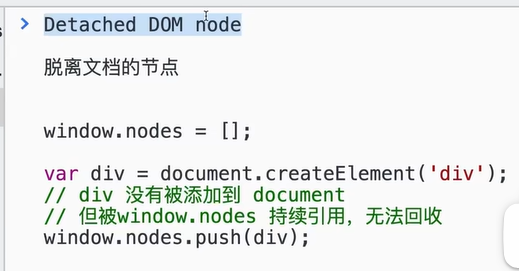 Detached DOM node
脱离文档的节点
window.nodes = [];
var div = document.createElement('div');
// div 没有被添加到 document
// 但被window.nodes 持续引用，无法回收
window.nodes.push(div);